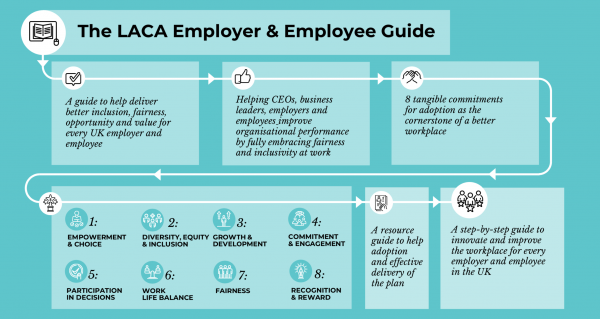 The LACA Employer & Employee Guide
A guide to help deliver
better inclusion, fairness,
opportunity and value for
every UK employer and
employee
Helping CEOs, business
leaders, employers and
employees improve
organisational performance
by fully embracing fairness
and inclusivity at work
8 tangible commitments
for adoption as the
cornerstone of a better
workplace
1:
EMPOWERMENT
& CHOICE
2:
DIVERSITY, EQUITY
& INCLUSION
3:
GROWTH &
DEVELOPMENT
4:
COMMITMENT
& ENGAGEMENT
5:
PARTICIPATION
IN DECISIONS
6:
WORK
LIFE BALANCE
7:
FAIRNESS
8:
RECOGNITION
& REWARD
A resource
guide to help
adoption
and effective
delivery of
the plan
A step-by-step guide to
innovate and improve
the workplace for every
employer and employee
in the UK